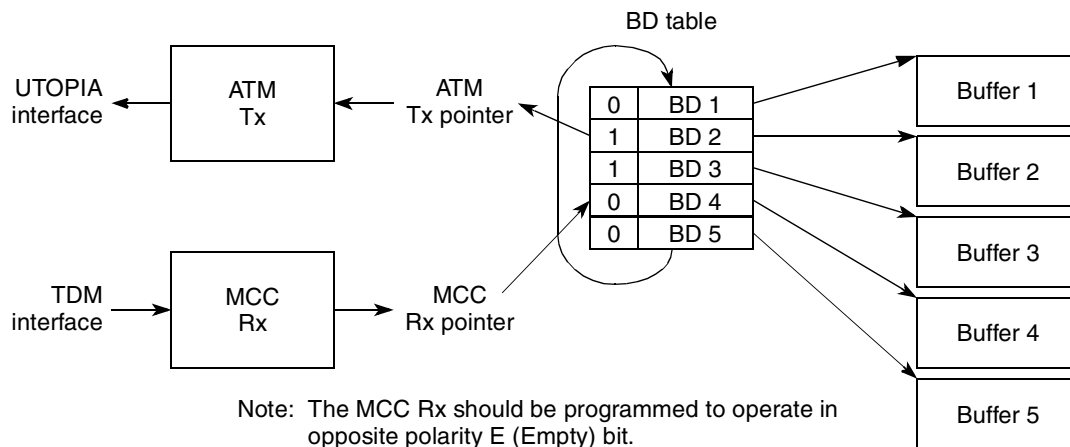 BD table
UTOPIA
interface
ATM
Tx
ATM
Tx pointer
0 BD 1
1 BD 2
1 BD 3
0 BD 4
0 BD 5
Buffer 1
Buffer 2
Buffer 3
Buffer 4
Buffer 5
TDM
interface
MCC
Rx
MCC
Rx pointer
Note: The MCC Rx should be programmed to operate in
opposite polarity E (Empty) bit.